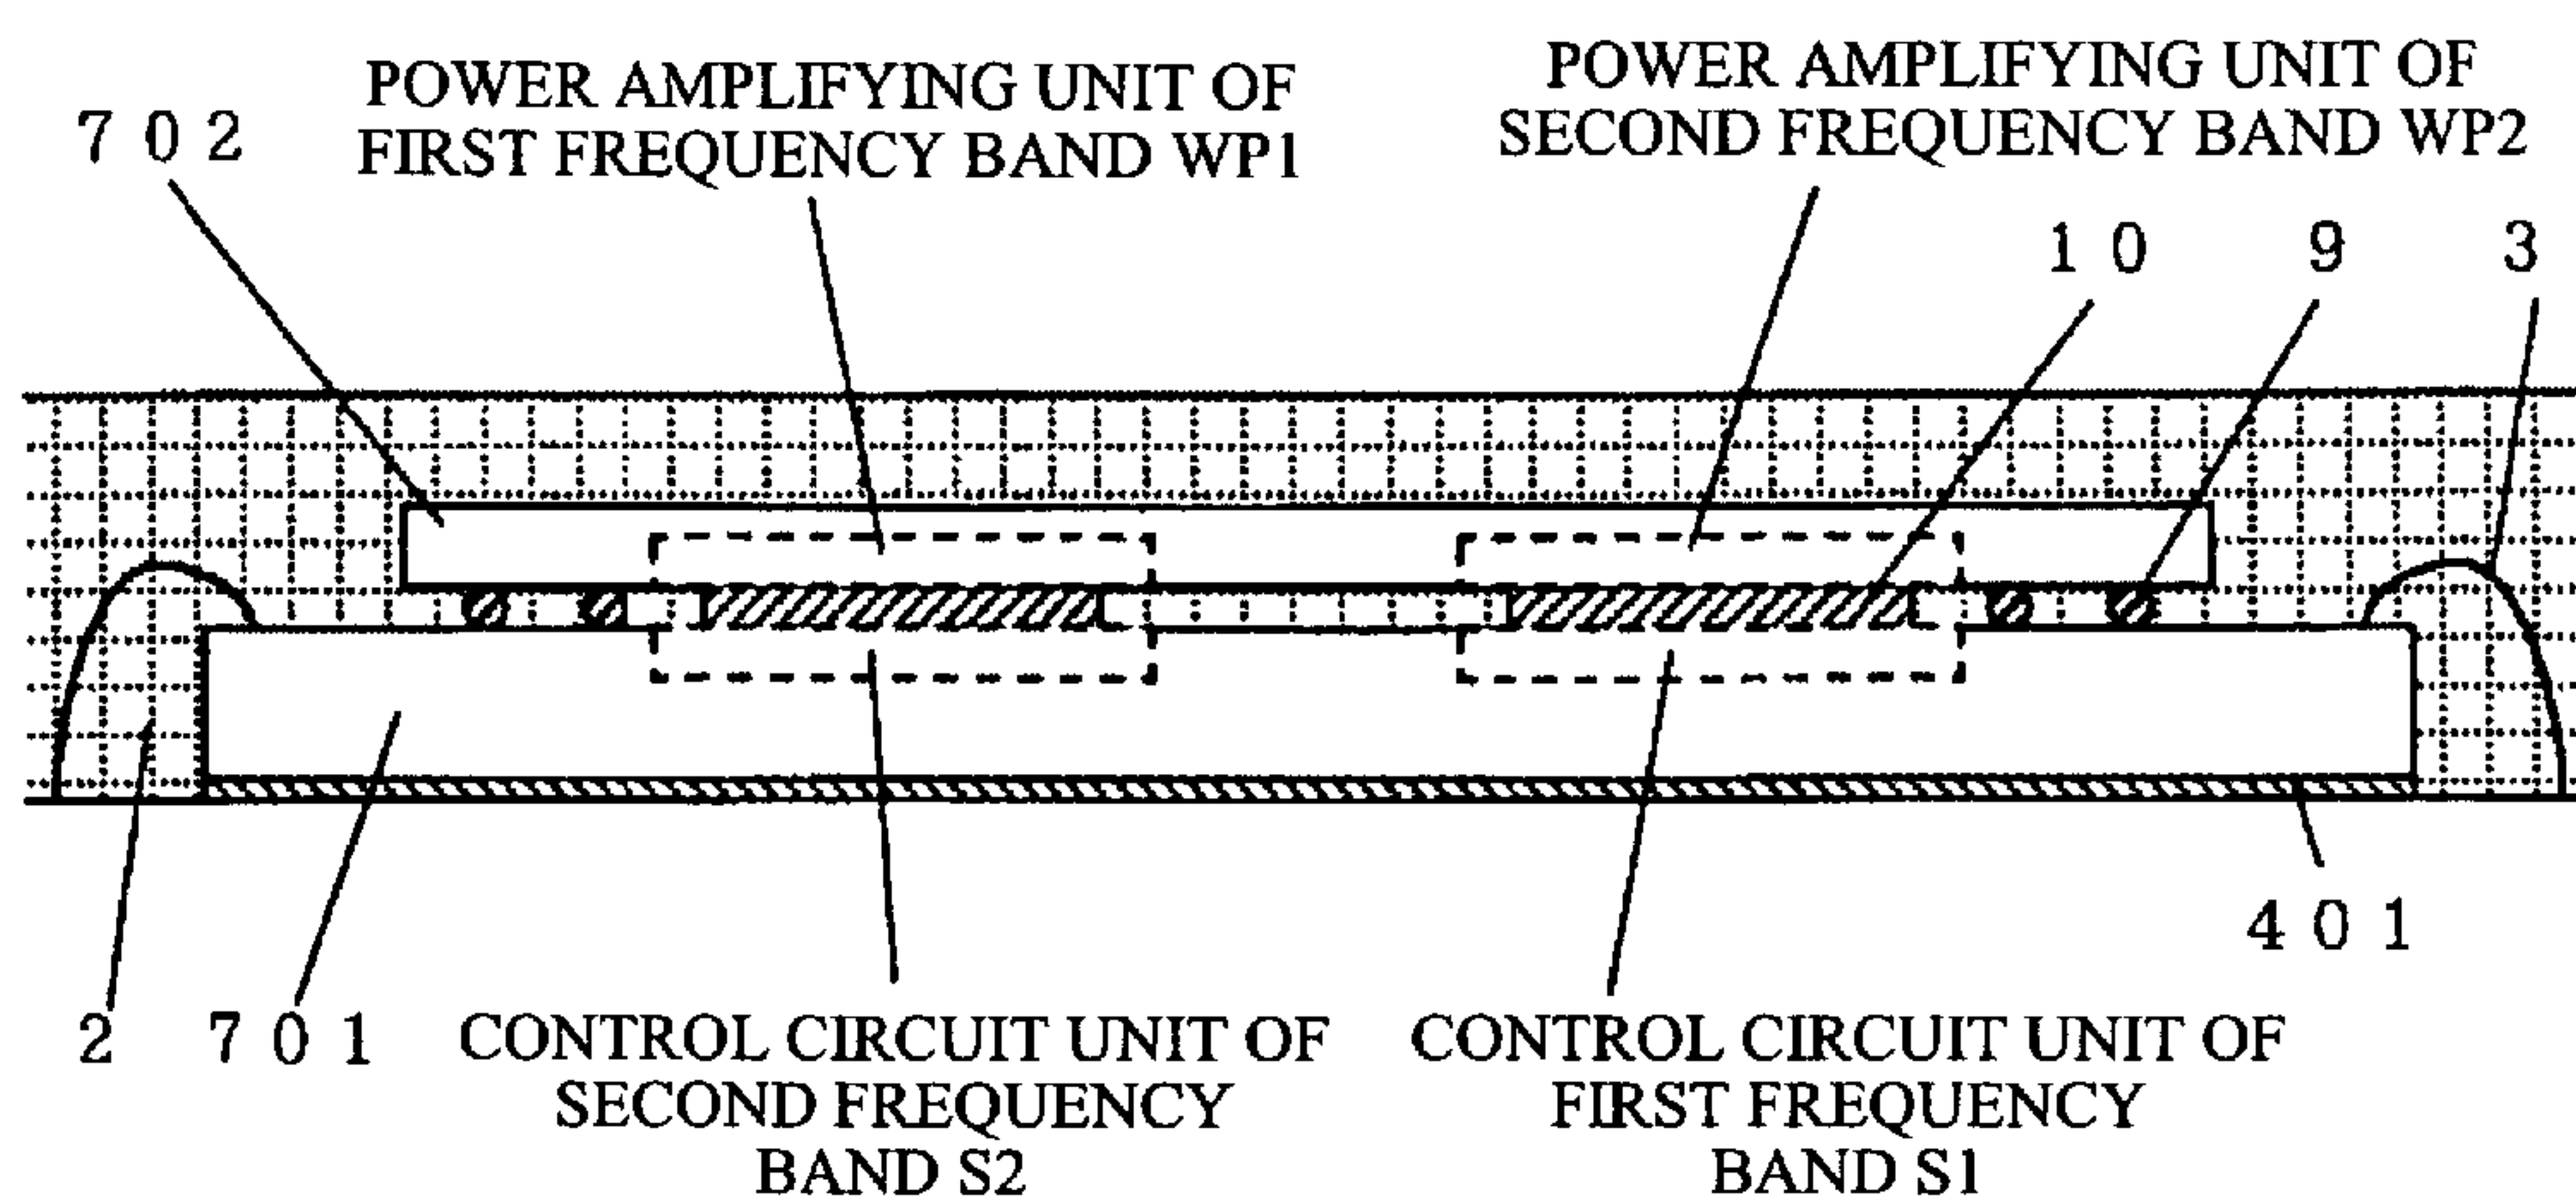 POWER AMPLIFYING UNIT OF
FIRST FREQUENCY BAND WP1
POWER AMPLIFYING UNIT OF
SECOND FREQUENCY BAND WP2
702
10
9
3
401
2
701
CONTROL CIRCUIT UNIT OF
SECOND FREQUENCY
BAND S2
CONTROL CIRCUIT UNIT OF
FIRST FREQUENCY
BAND S1